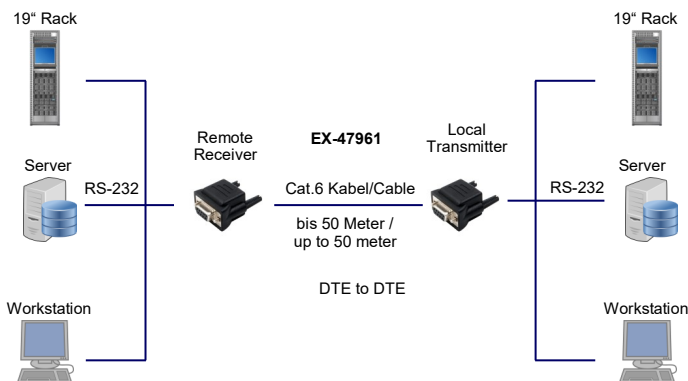 19“ Rack
19“ Rack
Remote
Receiver
EX-47961
Local
Transmitter
Server
Server
RS-232
Cat.6 Kabel/Cable
RS-232
bis 50 Meter /
up to 50 meter
DTE to DTE
Workstation
Workstation